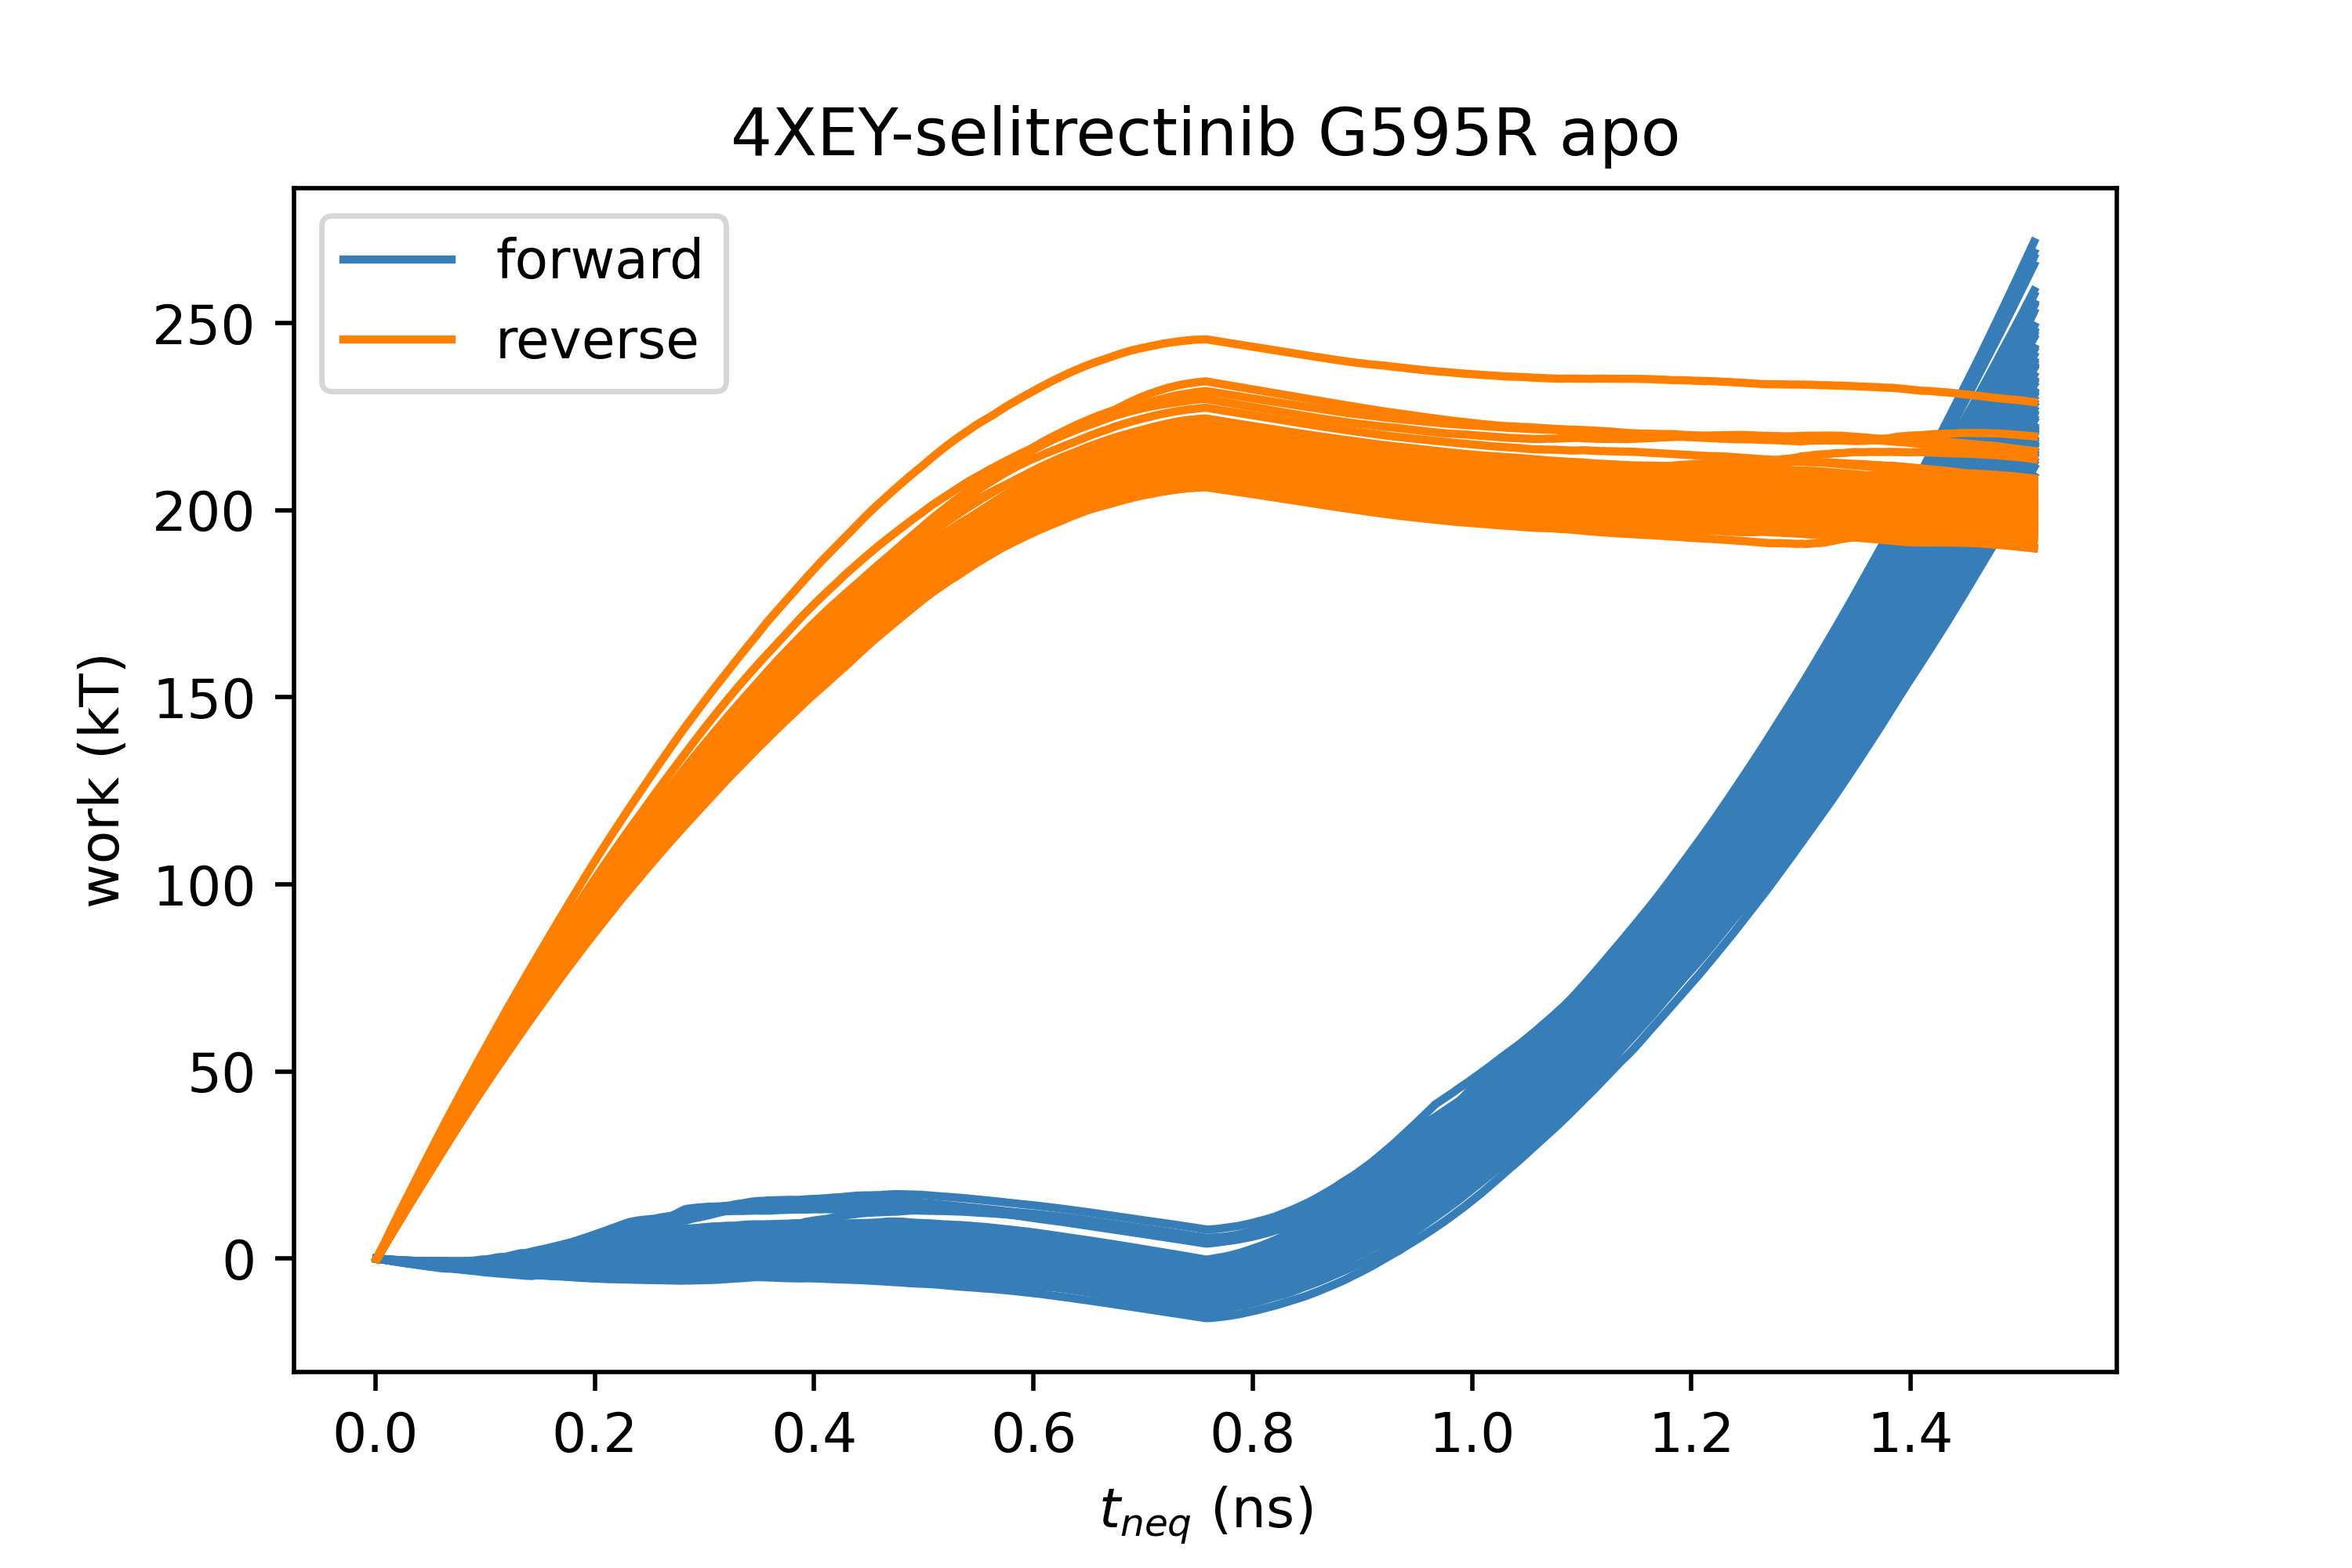 4XEY-selitrectinib G595R apo
forward
reverse
work (kT)
250
200
150
100
50
0
0.0 0.2 0.4 0.6 0.8 1.0 1.2 1.4
t_neq (ns)